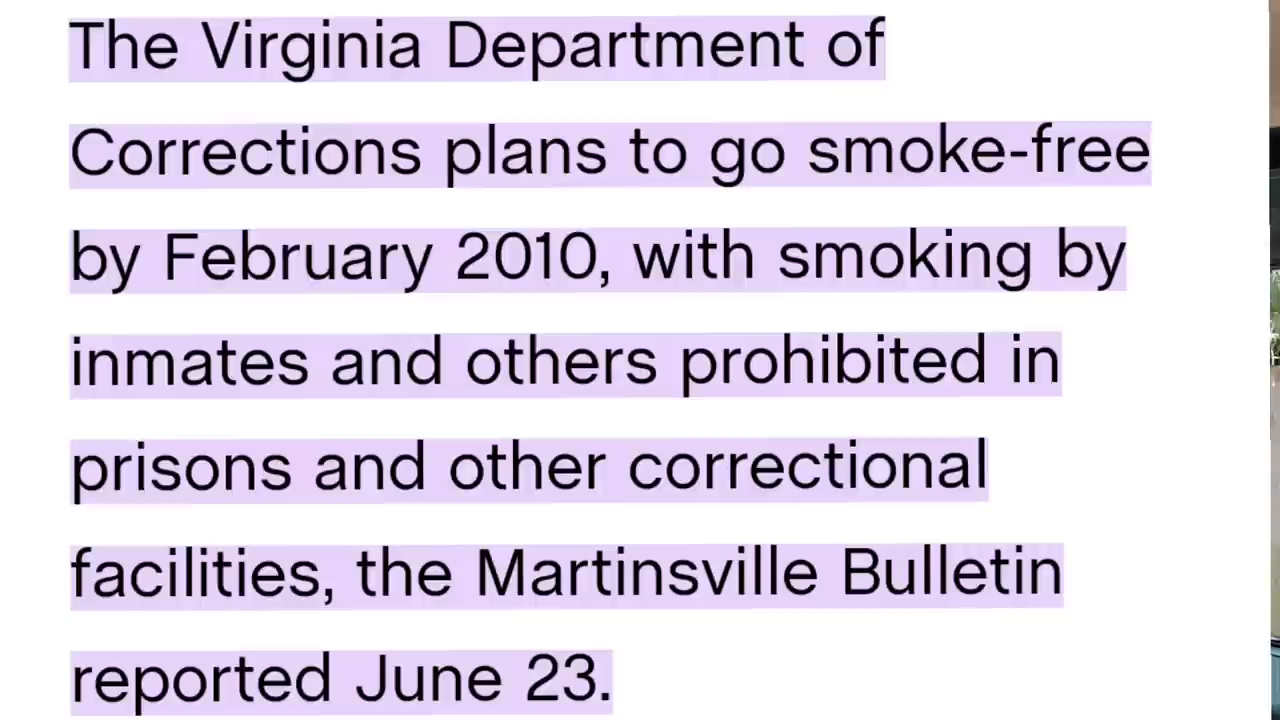 The Virginia Department of
Corrections plans to go smoke-free
by February 2010, with smoking by
inmates and others prohibited in
prisons and other correctional
facilities, the Martinsville Bulletin
reported June 23.